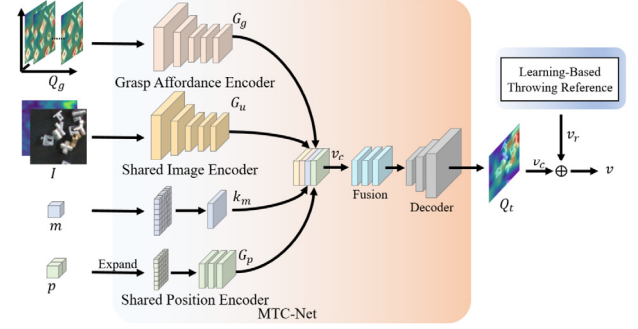 Q_g
Grasp Affordance Encoder
G_g
I
Shared Image Encoder
G_u
m
k_m
p
Expand
Shared Position Encoder
G_p
MTC-Net
v_c
Fusion
Decoder
Q_t
Learning-Based
Throwing Reference
v_r
v_c
v